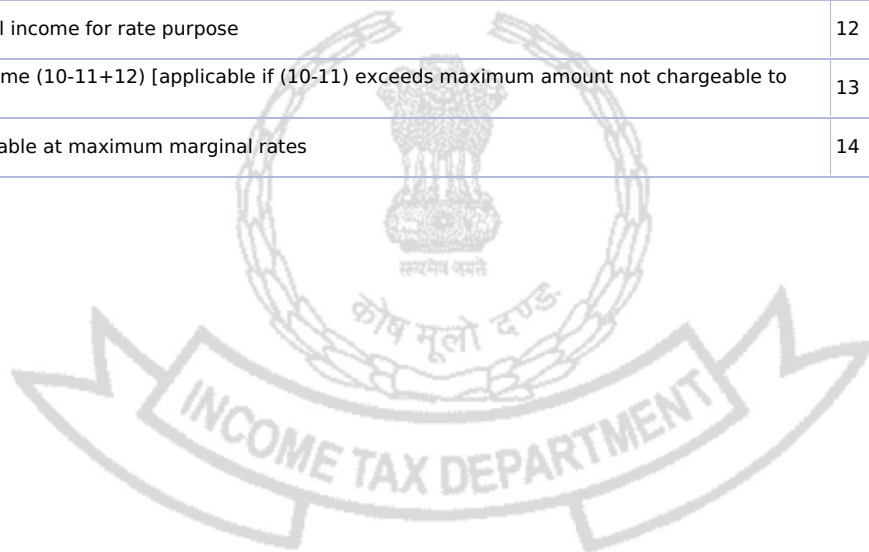 l income for rate purpose 12
me (10-11+12) [applicable if (10-11) exceeds maximum amount not chargeable to 13
able at maximum marginal rates 14
सत्यमेव जयते
कोष मूलो दण्ड:
INCOME TAX DEPARTMENT